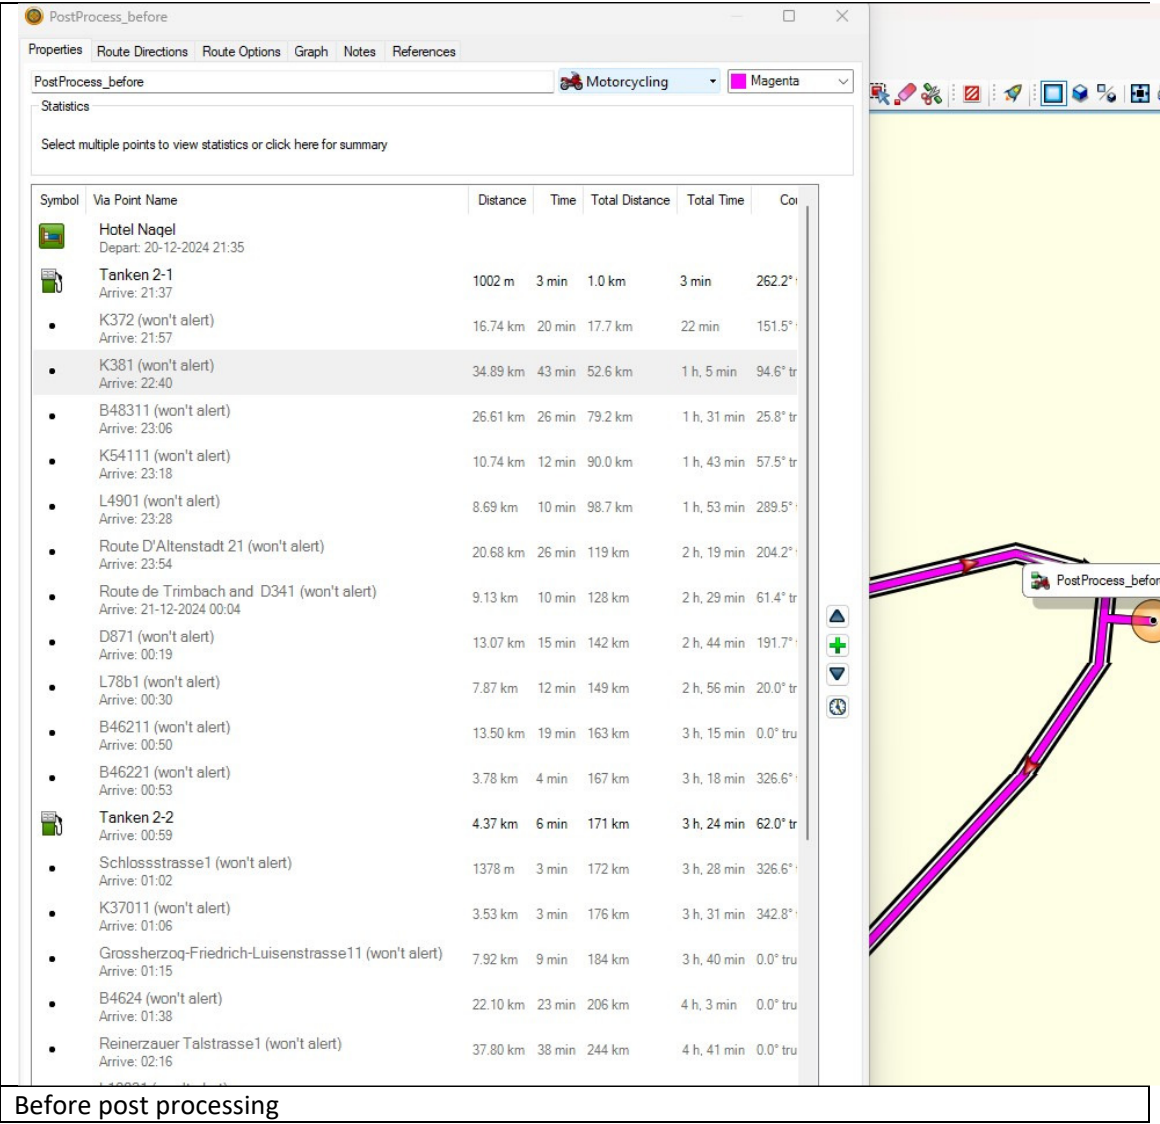 PostProcess_before
Properties Route Directions Route Options Graph Notes References
PostProcess_before Motorcycling Magenta
Statistics
Select multiple points to view statistics or click here for summary
Symbol Via Point Name Distance Time Total Distance Total Time Cou
Hotel Nagel
Depart: 20-12-2024 21:35
Tanken 2-1 1002 m 3 min 1.0 km 3 min 262.2°
Arrive: 21:37
K372 (won't alert) 16.74 km 20 min 17.7 km 22 min 151.5°
Arrive: 21:57
K381 (won't alert) 34.89 km 43 min 52.6 km 1 h, 5 min 94.6° tr
Arrive: 22:40
B48311 (won't alert) 26.61 km 26 min 79.2 km 1 h, 31 min 25.8° tr
Arrive: 23:06
K54111 (won't alert) 10.74 km 12 min 90.0 km 1 h, 43 min 57.5° tr
Arrive: 23:18
L4901 (won't alert) 8.69 km 10 min 98.7 km 1 h, 53 min 289.5°
Arrive: 23:28
Route D'Altenstadt 21 (won't alert) 20.68 km 26 min 119 km 2 h, 19 min 204.2°
Arrive: 23:54
Route de Trimbach and D341 (won't alert) 9.13 km 10 min 128 km 2 h, 29 min 61.4° tr
Arrive: 21-12-2024 00:04
D871 (won't alert) 13.07 km 15 min 142 km 2 h, 44 min 191.7°
Arrive: 00:19
L78b1 (won't alert) 7.87 km 12 min 149 km 2 h, 56 min 20.0° tr
Arrive: 00:30
B46211 (won't alert) 13.50 km 19 min 163 km 3 h, 15 min 0.0° tru
Arrive: 00:50
B46221 (won't alert) 3.78 km 4 min 167 km 3 h, 18 min 326.6°
Arrive: 00:53
Tanken 2-2 4.37 km 6 min 171 km 3 h, 24 min 62.0° tr
Arrive: 00:59
Schlossstrasse1 (won't alert) 1378 m 3 min 172 km 3 h, 28 min 326.6°
Arrive: 01:02
K37011 (won't alert) 3.53 km 3 min 176 km 3 h, 31 min 342.8°
Arrive: 01:06
Grossherzog-Friedrich-Luisenstrasse11 (won't alert) 7.92 km 9 min 184 km 3 h, 40 min 0.0° tru
Arrive: 01:15
B4624 (won't alert) 22.10 km 23 min 206 km 4 h, 3 min 0.0° tru
Arrive: 01:38
Reinerzauer Talstrasse1 (won't alert) 37.80 km 38 min 244 km 4 h, 41 min 0.0° tru
Arrive: 02:16
PostProcess_befor
Before post processing